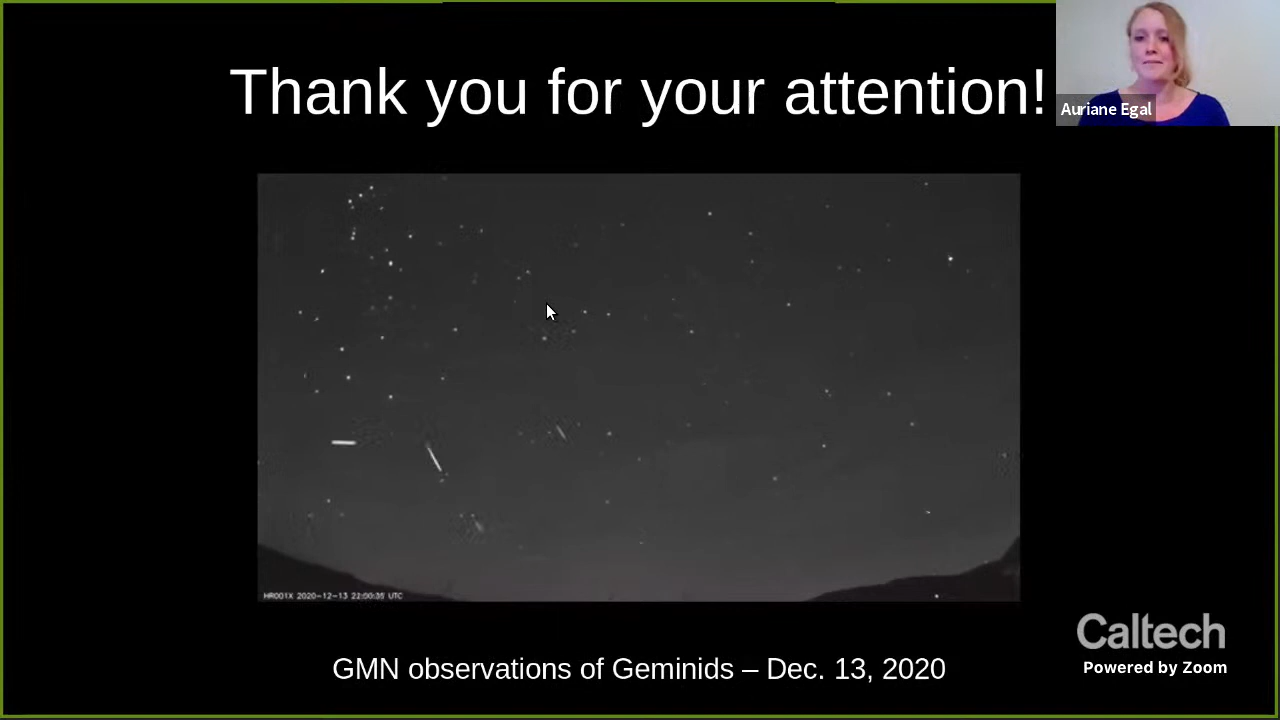 Thank you for your attention!
Auriane Egal
HR001X 2020-12-13 22:50:35 UTC
Caltech
Powered by Zoom
GMN observations of Geminids – Dec. 13, 2020